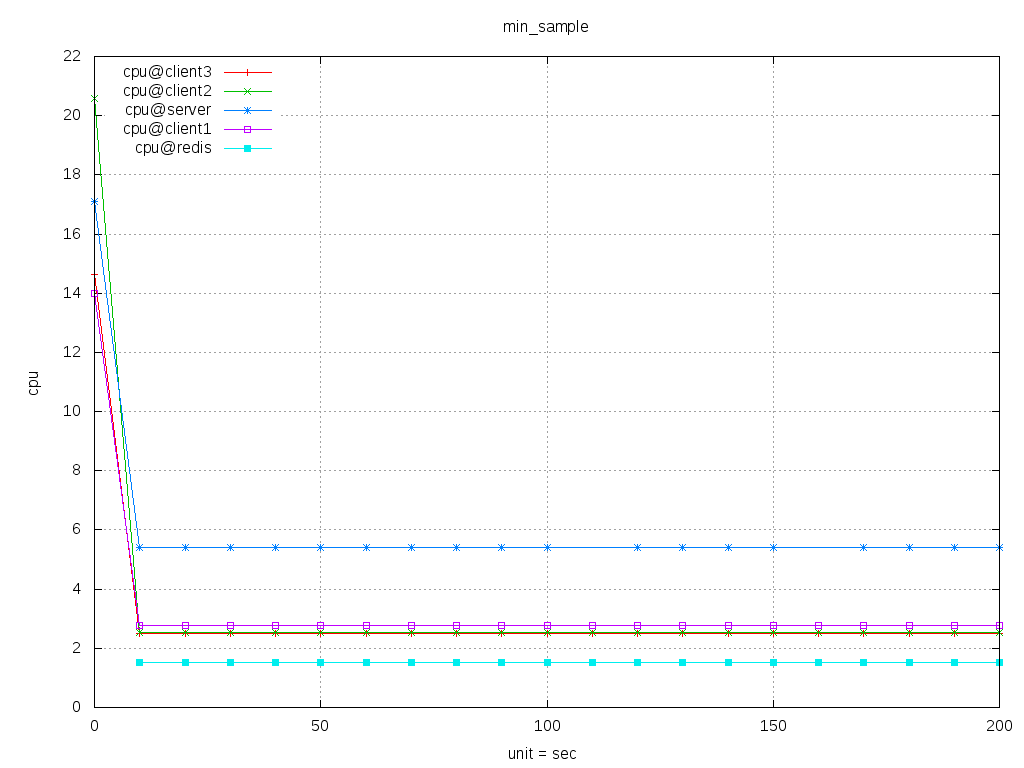 min_sample
22
20
18
16
14
12
10
8
6
4
2
0
cpu
cpu@client3
cpu@client2
cpu@server
cpu@client1
cpu@redis
0 50 100 150 200
unit = sec